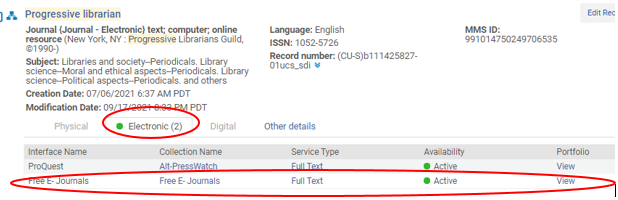 Progressive librarian
Edit Rec
Journal {Journal - Electronic} text; computer; online
resource (New York, NY : Progressive Librarians Guild,
©1990-)
Subject: Libraries and society--Periodicals. Library
science--Moral and ethical aspects--Periodicals. Library
science--Political aspects--Periodicals. and others
Creation Date: 07/06/2021 6:37 AM PDT
Modification Date: 09/17/2021 8:33 PM PDT
Language: English
ISSN: 1052-5726
Record number: (CU-S)b111425827-
01ucs_sdi
MMS ID:
991014750249706535
Physical Electronic (2) Digital Other details
Interface Name Collection Name Service Type Availability Portfolio
ProQuest Alt-PressWatch Full Text Active View
Free E- Journals Free E- Journals Full Text Active View